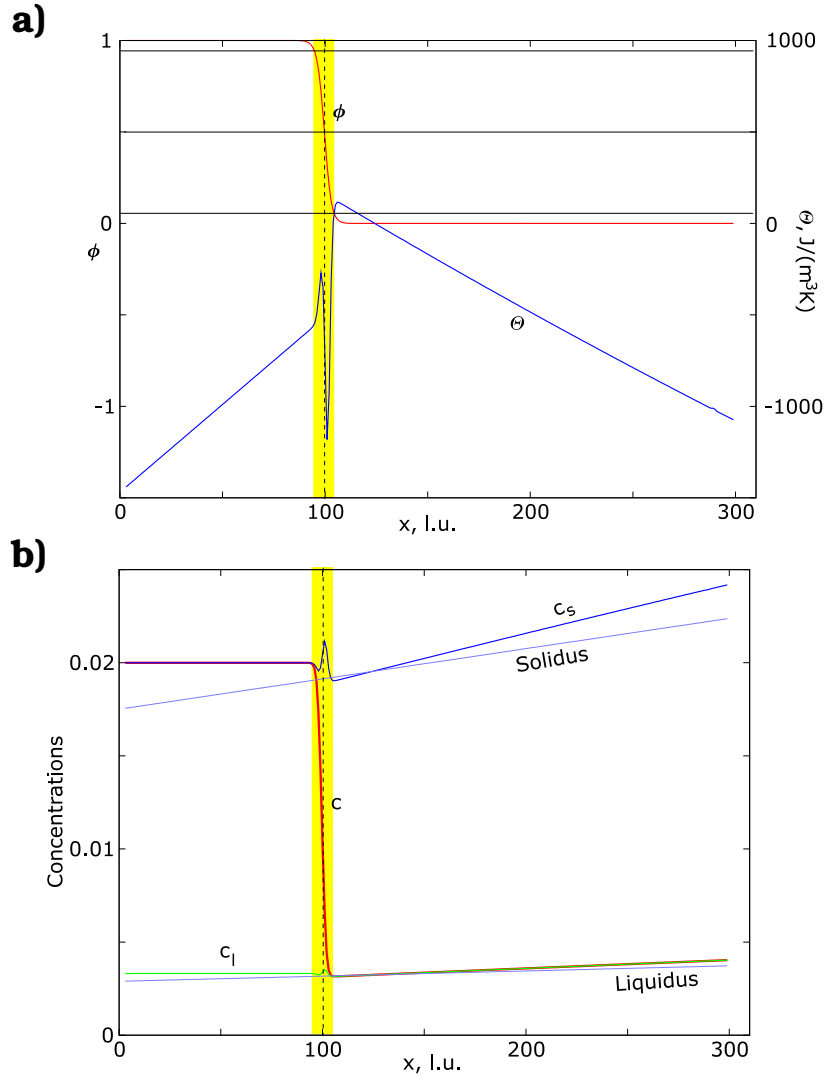 a)
1
1000
ϕ
0
0
ϕ
Θ, J/(m³K)
Θ
-1
-1000
0
100
200
300
x, l.u.
b)
c_s
Solidus
0.02
Concentrations
c
0.01
c_l
Liquidus
0
0
100
200
300
x, l.u.